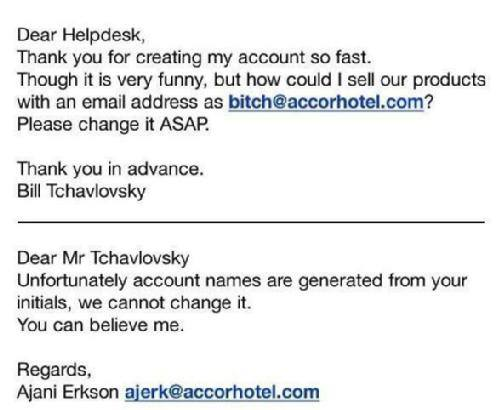 Dear Helpdesk,
Thank you for creating my account so fast.
Though it is very funny, but how could I sell our products
with an email address as bitch@accorhotel.com?
Please change it ASAP.
Thank you in advance.
Bill Tchavlovsky
Dear Mr Tchavlovsky
Unfortunately account names are generated from your
initials, we cannot change it.
You can believe me.
Regards,
Ajani Erkson ajerk@accorhotel.com